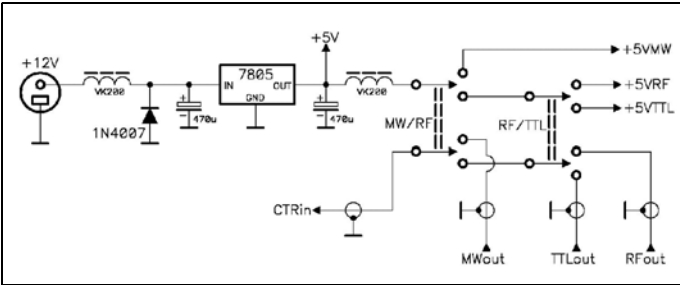 +5V
+12V
7805
IN
OUT
GND
VK200
VK200
1N4007
+
470u
+
470u
MW/RF
RF/TTL
+5VMW
+5VRF
+5VTTL
CTRin
MWout
TTLout
RFout